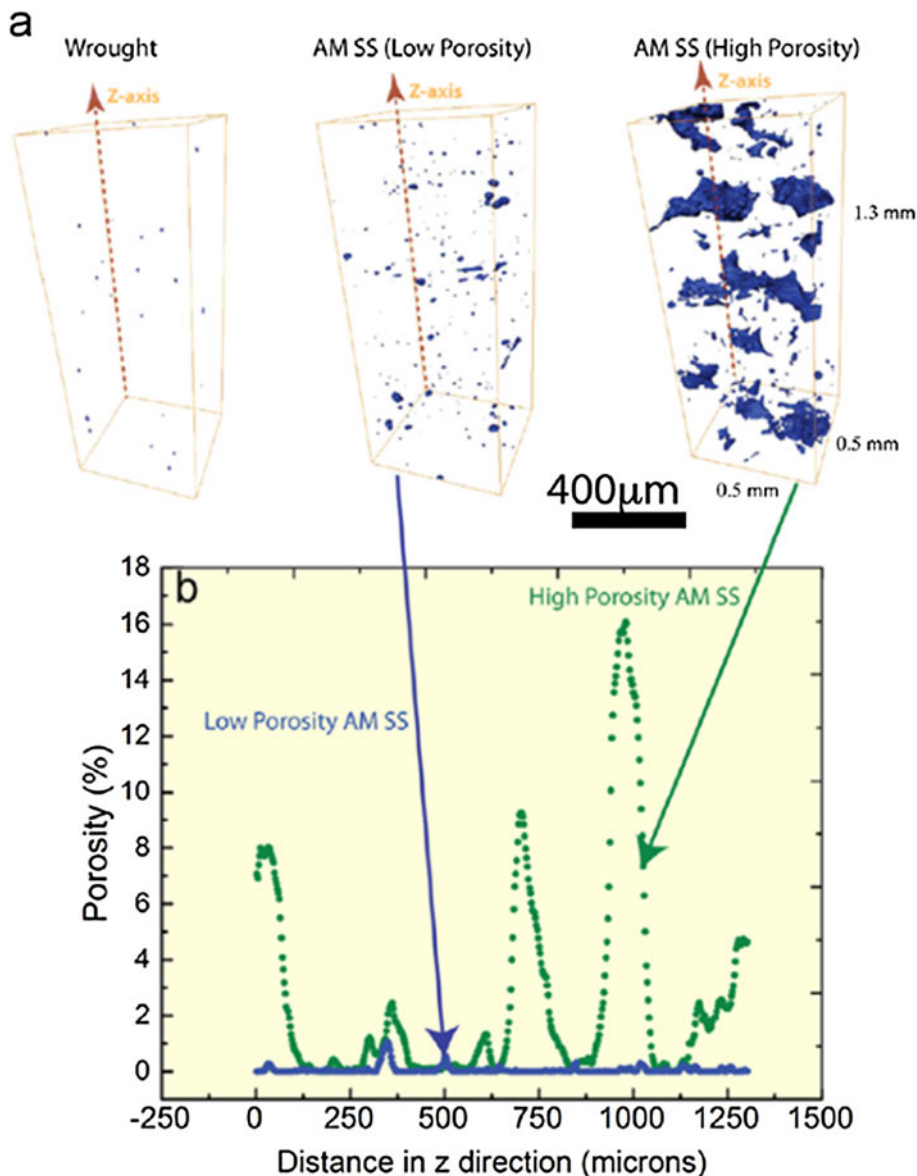 a
Wrought
AM SS (Low Porosity)
AM SS (High Porosity)
Z-axis
Z-axis
Z-axis
1.3 mm
0.5 mm
0.5 mm
400µm
b
High Porosity AM SS
Low Porosity AM SS
Porosity (%)
18
16
14
12
10
8
6
4
2
0
-250
0
250
500
750
1000
1250
1500
Distance in z direction (microns)